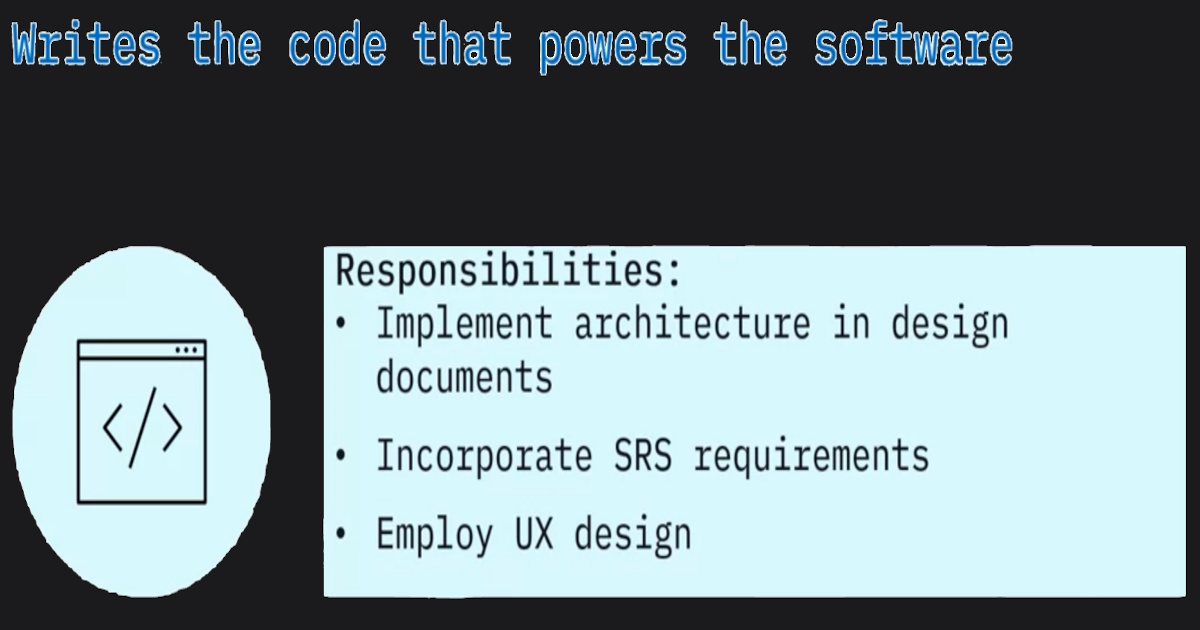 Writes the code that powers the software
Responsibilities:
• Implement architecture in design
documents
• Incorporate SRS requirements
• Employ UX design